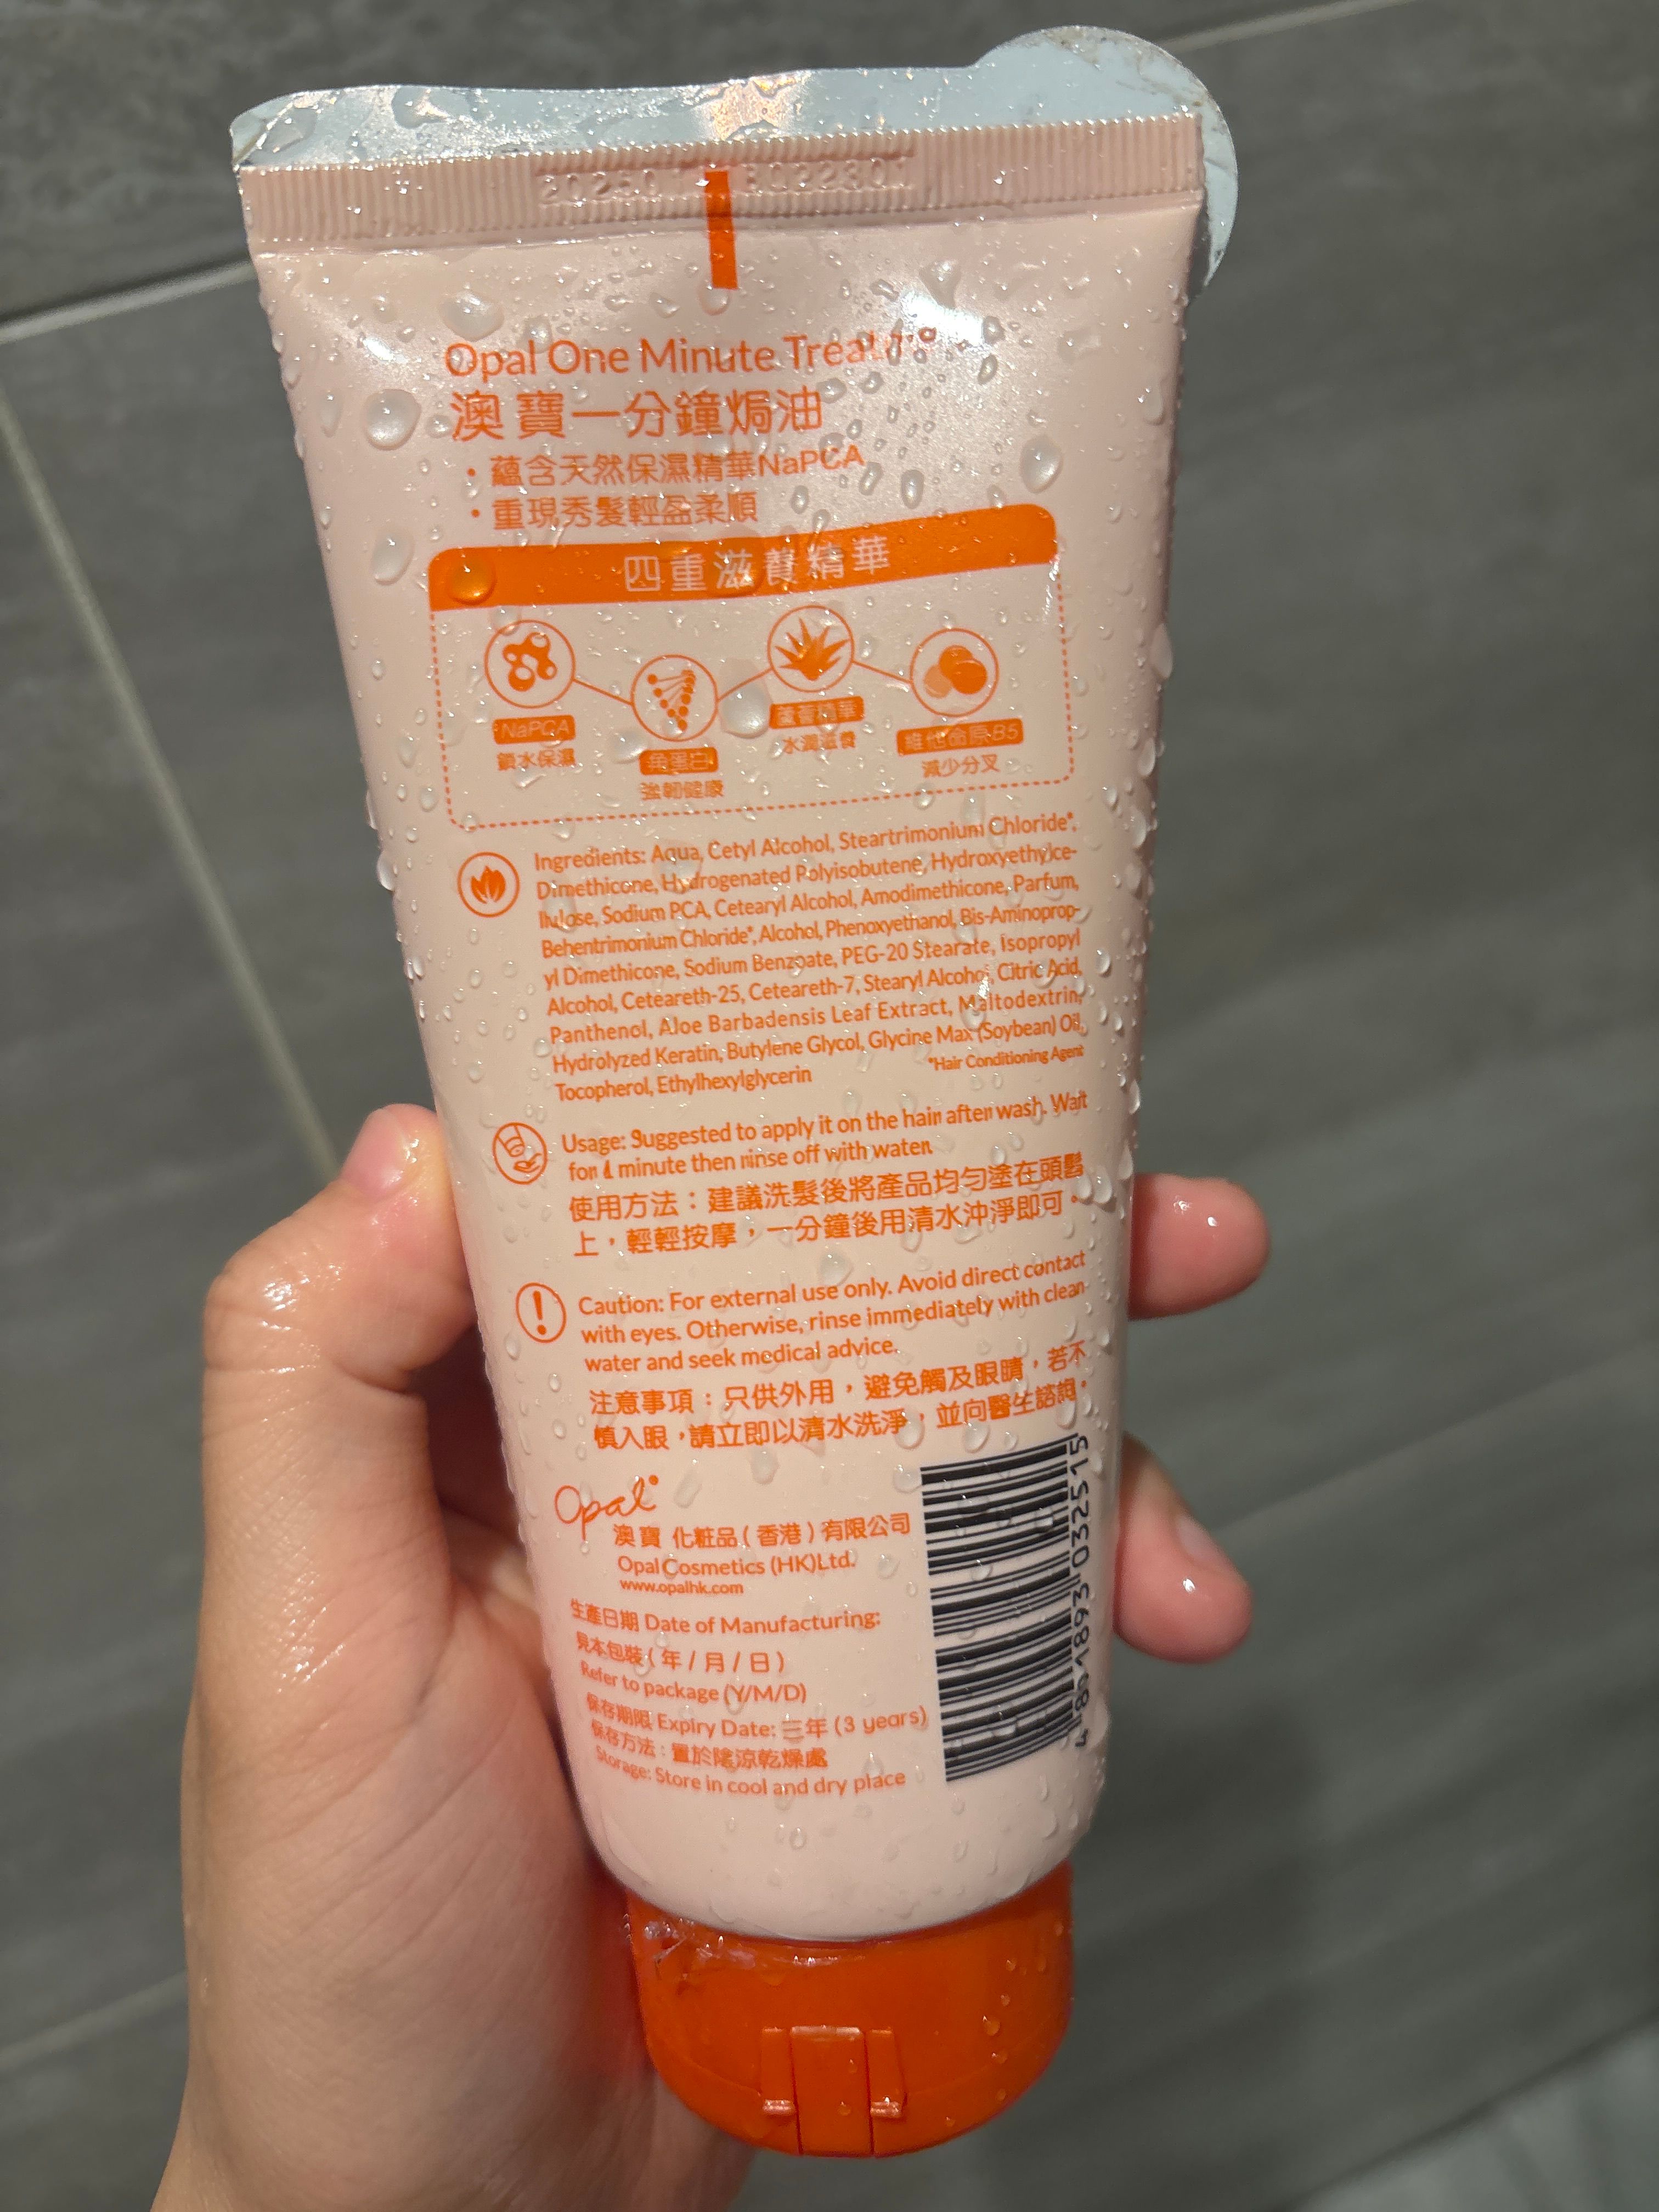 Opal One Minute
澳寶一分鐘焗油
・蘊含天然保濕精華NaPCA
・重現秀髮輕盈柔順
四重滋養精華
NaPCA
鎖水保濕
角蛋白
強韌健康
蘆薈精華
水潤滋養
維他命原B5
減少分叉
Ingredients: Aqua, Cetyl Alcohol, Steartrimonium Chloride*,
Dimethicone, Hydrogenated Polyisobutene, Hydroxyethylce-
llulose, Sodium PCA, Cetearyl Alcohol, Amodimethicone, Parfum,
Behentrimonium Chloride*, Alcohol, Phenoxyethanol, Bis-Aminoprop-
yl Dimethicone, Sodium Benzoate, PEG-20 Stearate, Isopropyl
Alcohol, Ceteareth-25, Ceteareth-7, Stearyl Alcohol, Citric Acid,
Panthenol, Aloe Barbadensis Leaf Extract, Maltodextrin,
Hydrolyzed Keratin, Butylene Glycol, Glycine Max (Soybean) Oil,
Tocopherol, Ethylhexylglycerin
*Hair Conditioning Agent
Usage: Suggested to apply it on the hair after wash. Wait
for 1 minute then rinse off with water.
使用方法：建議洗髮後將產品均勻塗在頭髮
上，輕輕按摩，一分鐘後用清水沖淨即可。
Caution: For external use only. Avoid direct contact
with eyes. Otherwise, rinse immediately with clean
water and seek medical advice.
注意事項：只供外用，避免觸及眼睛，若不
慎入眼，請立即以清水洗淨，並向醫生諮詢。
Opal
澳寶 化粧品（香港）有限公司
Opal Cosmetics (HK)Ltd.
www.opalhk.com
生產日期 Date of Manufacturing:
見本包裝（年/月/日）
Refer to package (Y/M/D)
保存期限 Expiry Date: 三年 (3 years)
保存方法：置於陰涼乾燥處
Storage: Store in cool and dry place
4 891893 032515